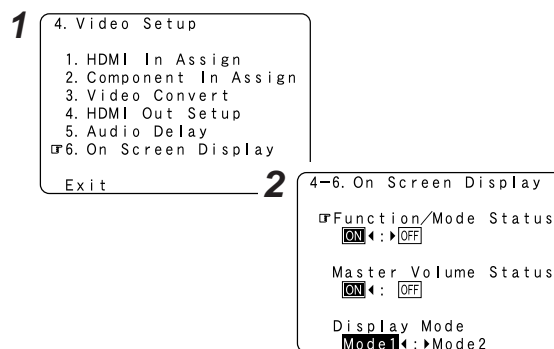 1
4. Video Setup
1. HDMI In Assign
2. Component In Assign
3. Video Convert
4. HDMI Out Setup
5. Audio Delay
☞6. On Screen Display
Exit
2
4-6. On Screen Display
☞Function/Mode Status
ON ◂ : ▸ OFF
Master Volume Status
ON ◂ : OFF
Display Mode
Mode1 ◂ : ▸Mode2